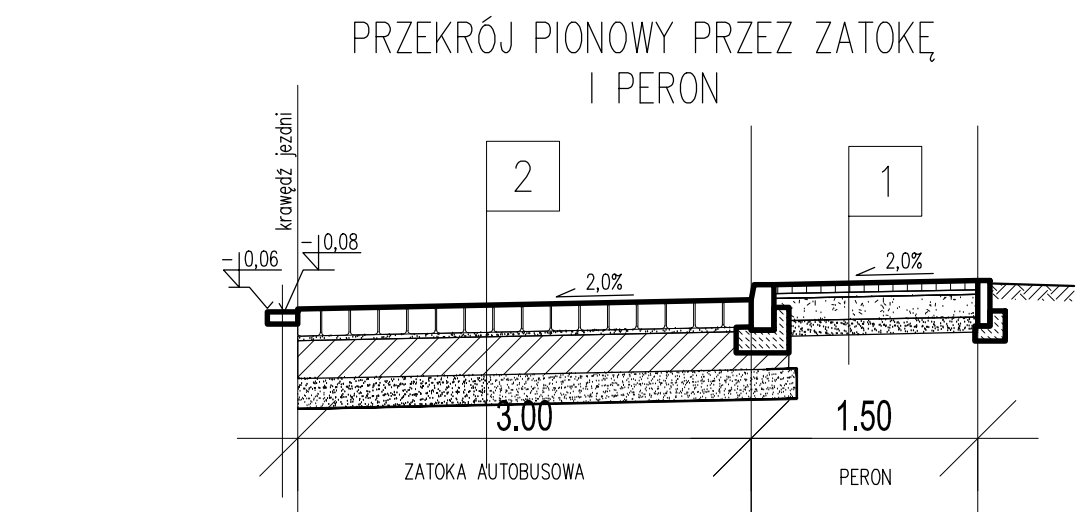 PRZEKRÓJ PIONOWY PRZEZ ZATOKĘ
I PERON
krawędź jezdni
2
1
- 0,06
- 0,08
2,0%
2,0%
3.00
1.50
ZATOKA AUTOBUSOWA
PERON